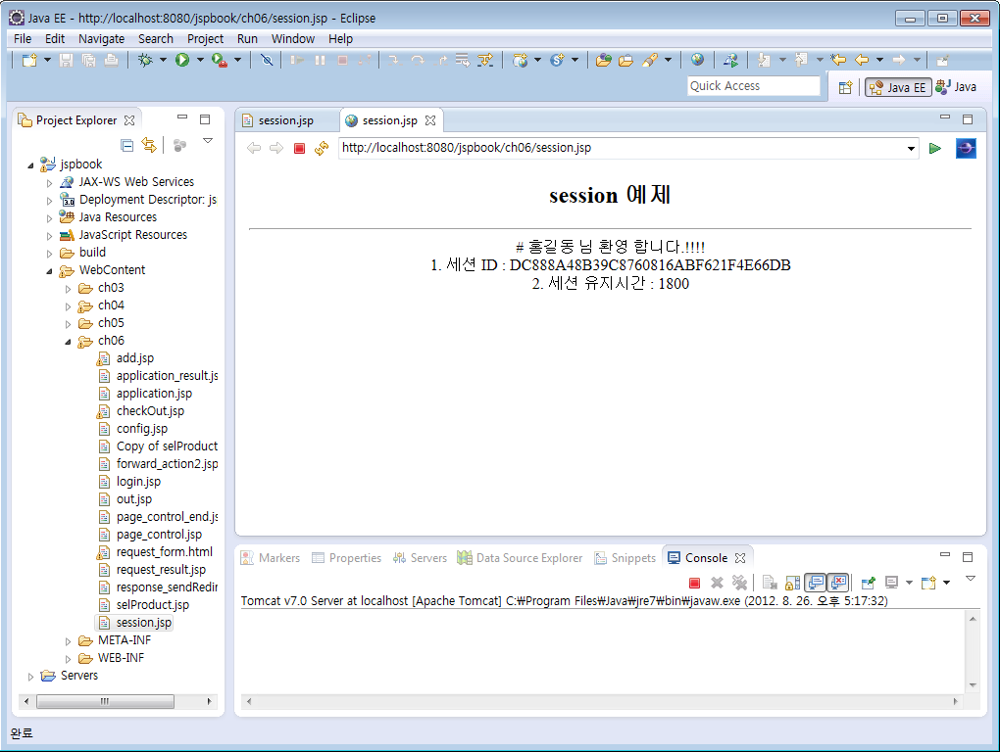 Java EE - http://localhost:8080/jspbook/ch06/session.jsp - Eclipse
File Edit Navigate Search Project Run Window Help
Quick Access
Java EE
Java
Project Explorer
jspbook
JAX-WS Web Services
Deployment Descriptor: js
Java Resources
JavaScript Resources
build
WebContent
ch03
ch04
ch05
ch06
add.jsp
application_result.js
application.jsp
checkOut.jsp
config.jsp
Copy of selProduct
forward_action2.jsp
login.jsp
out.jsp
page_control_end.js
page_control.jsp
request_form.html
request_result.jsp
response_sendRedir
selProduct.jsp
session.jsp
META-INF
WEB-INF
Servers
session.jsp
session.jsp
http://localhost:8080/jspbook/ch06/session.jsp
session 예제
# 홍길동 님 환영 합니다.!!!!
1. 세션 ID : DC888A48B39C8760816ABF621F4E66DB
2. 세션 유지시간 : 1800
Markers Properties Servers Data Source Explorer Snippets Console
Tomcat v7.0 Server at localhost [Apache Tomcat] C:₩Program Files₩Java₩jre7₩bin₩javaw.exe (2012. 8. 26. 오후 5:17:32)
완료